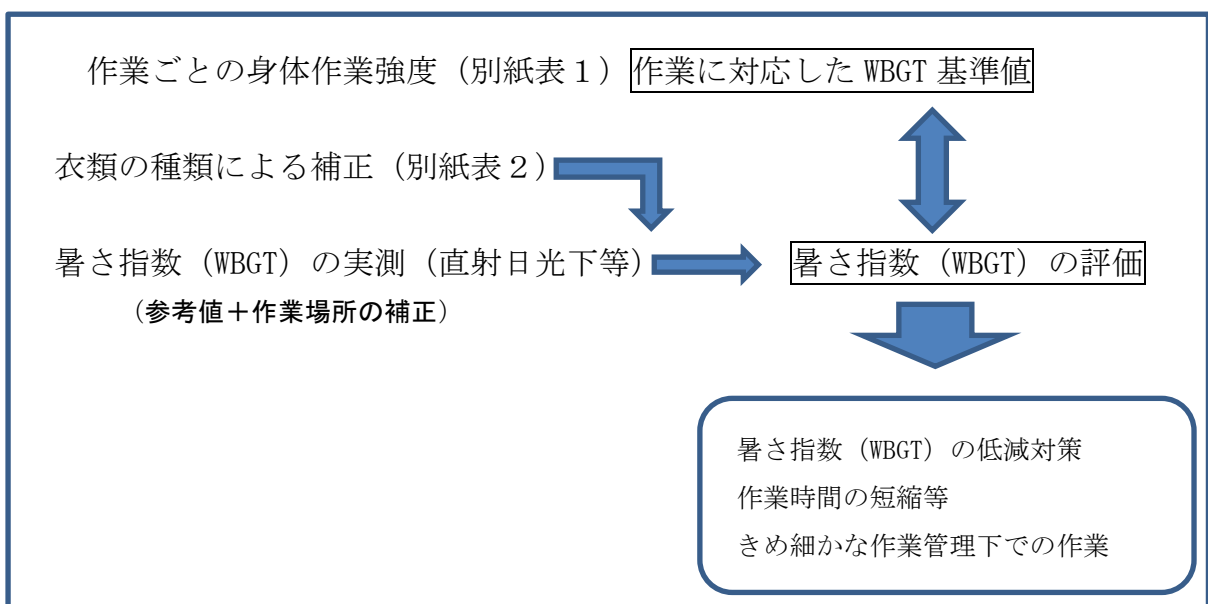 作業ごとの身体作業強度（別紙表１）作業に対応した WBGT 基準値
衣類の種類による補正（別紙表２）
暑さ指数（WBGT）の実測（直射日光下等） 暑さ指数（WBGT）の評価
（参考値＋作業場所の補正）
暑さ指数（WBGT）の低減対策
作業時間の短縮等
きめ細かな作業管理下での作業